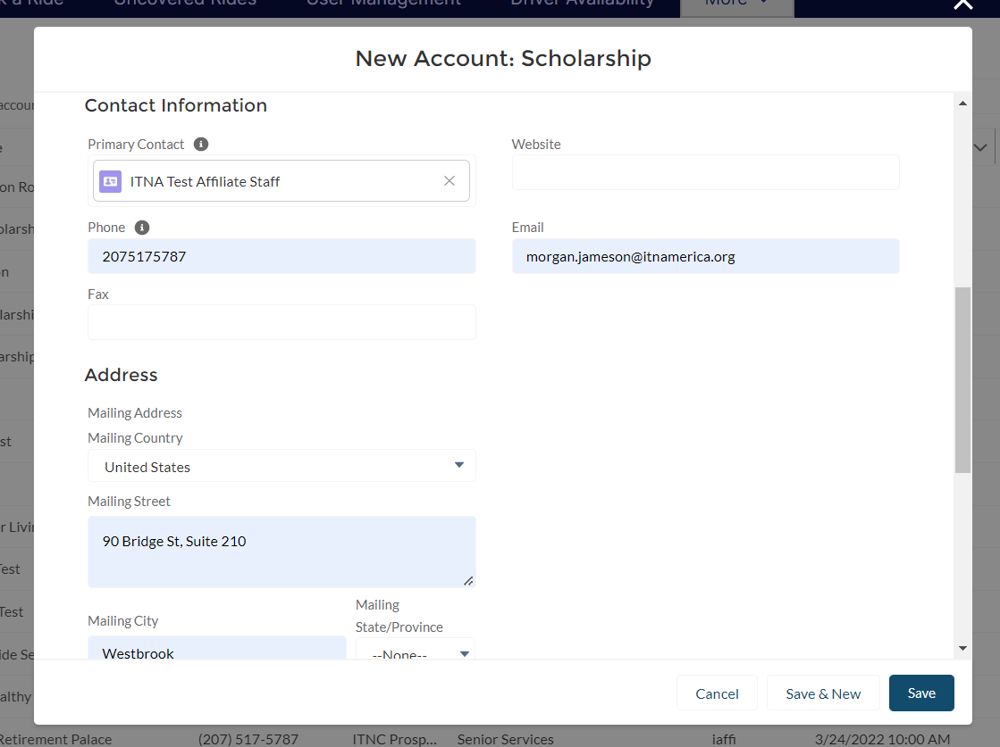 k a Ride Uncovered Rides User Management Driver Availability More
New Account: Scholarship
Contact Information
Primary Contact
Website
ITNA Test Affiliate Staff
Phone
Email
2075175787
morgan.jameson@itnamerica.org
Fax
Address
Mailing Address
Mailing Country
United States
Mailing Street
90 Bridge St, Suite 210
Mailing City
Mailing
State/Province
Westbrook
--None--
Cancel
Save & New
Save
accour
e
on Ro
olarsh
n
larshi
arship
st
r Livin
Test
Test
ide Se
althy
Retirement Palace (207) 517-5787 ITNC Prosp... Senior Services iaffi 3/24/2022 10:00 AM